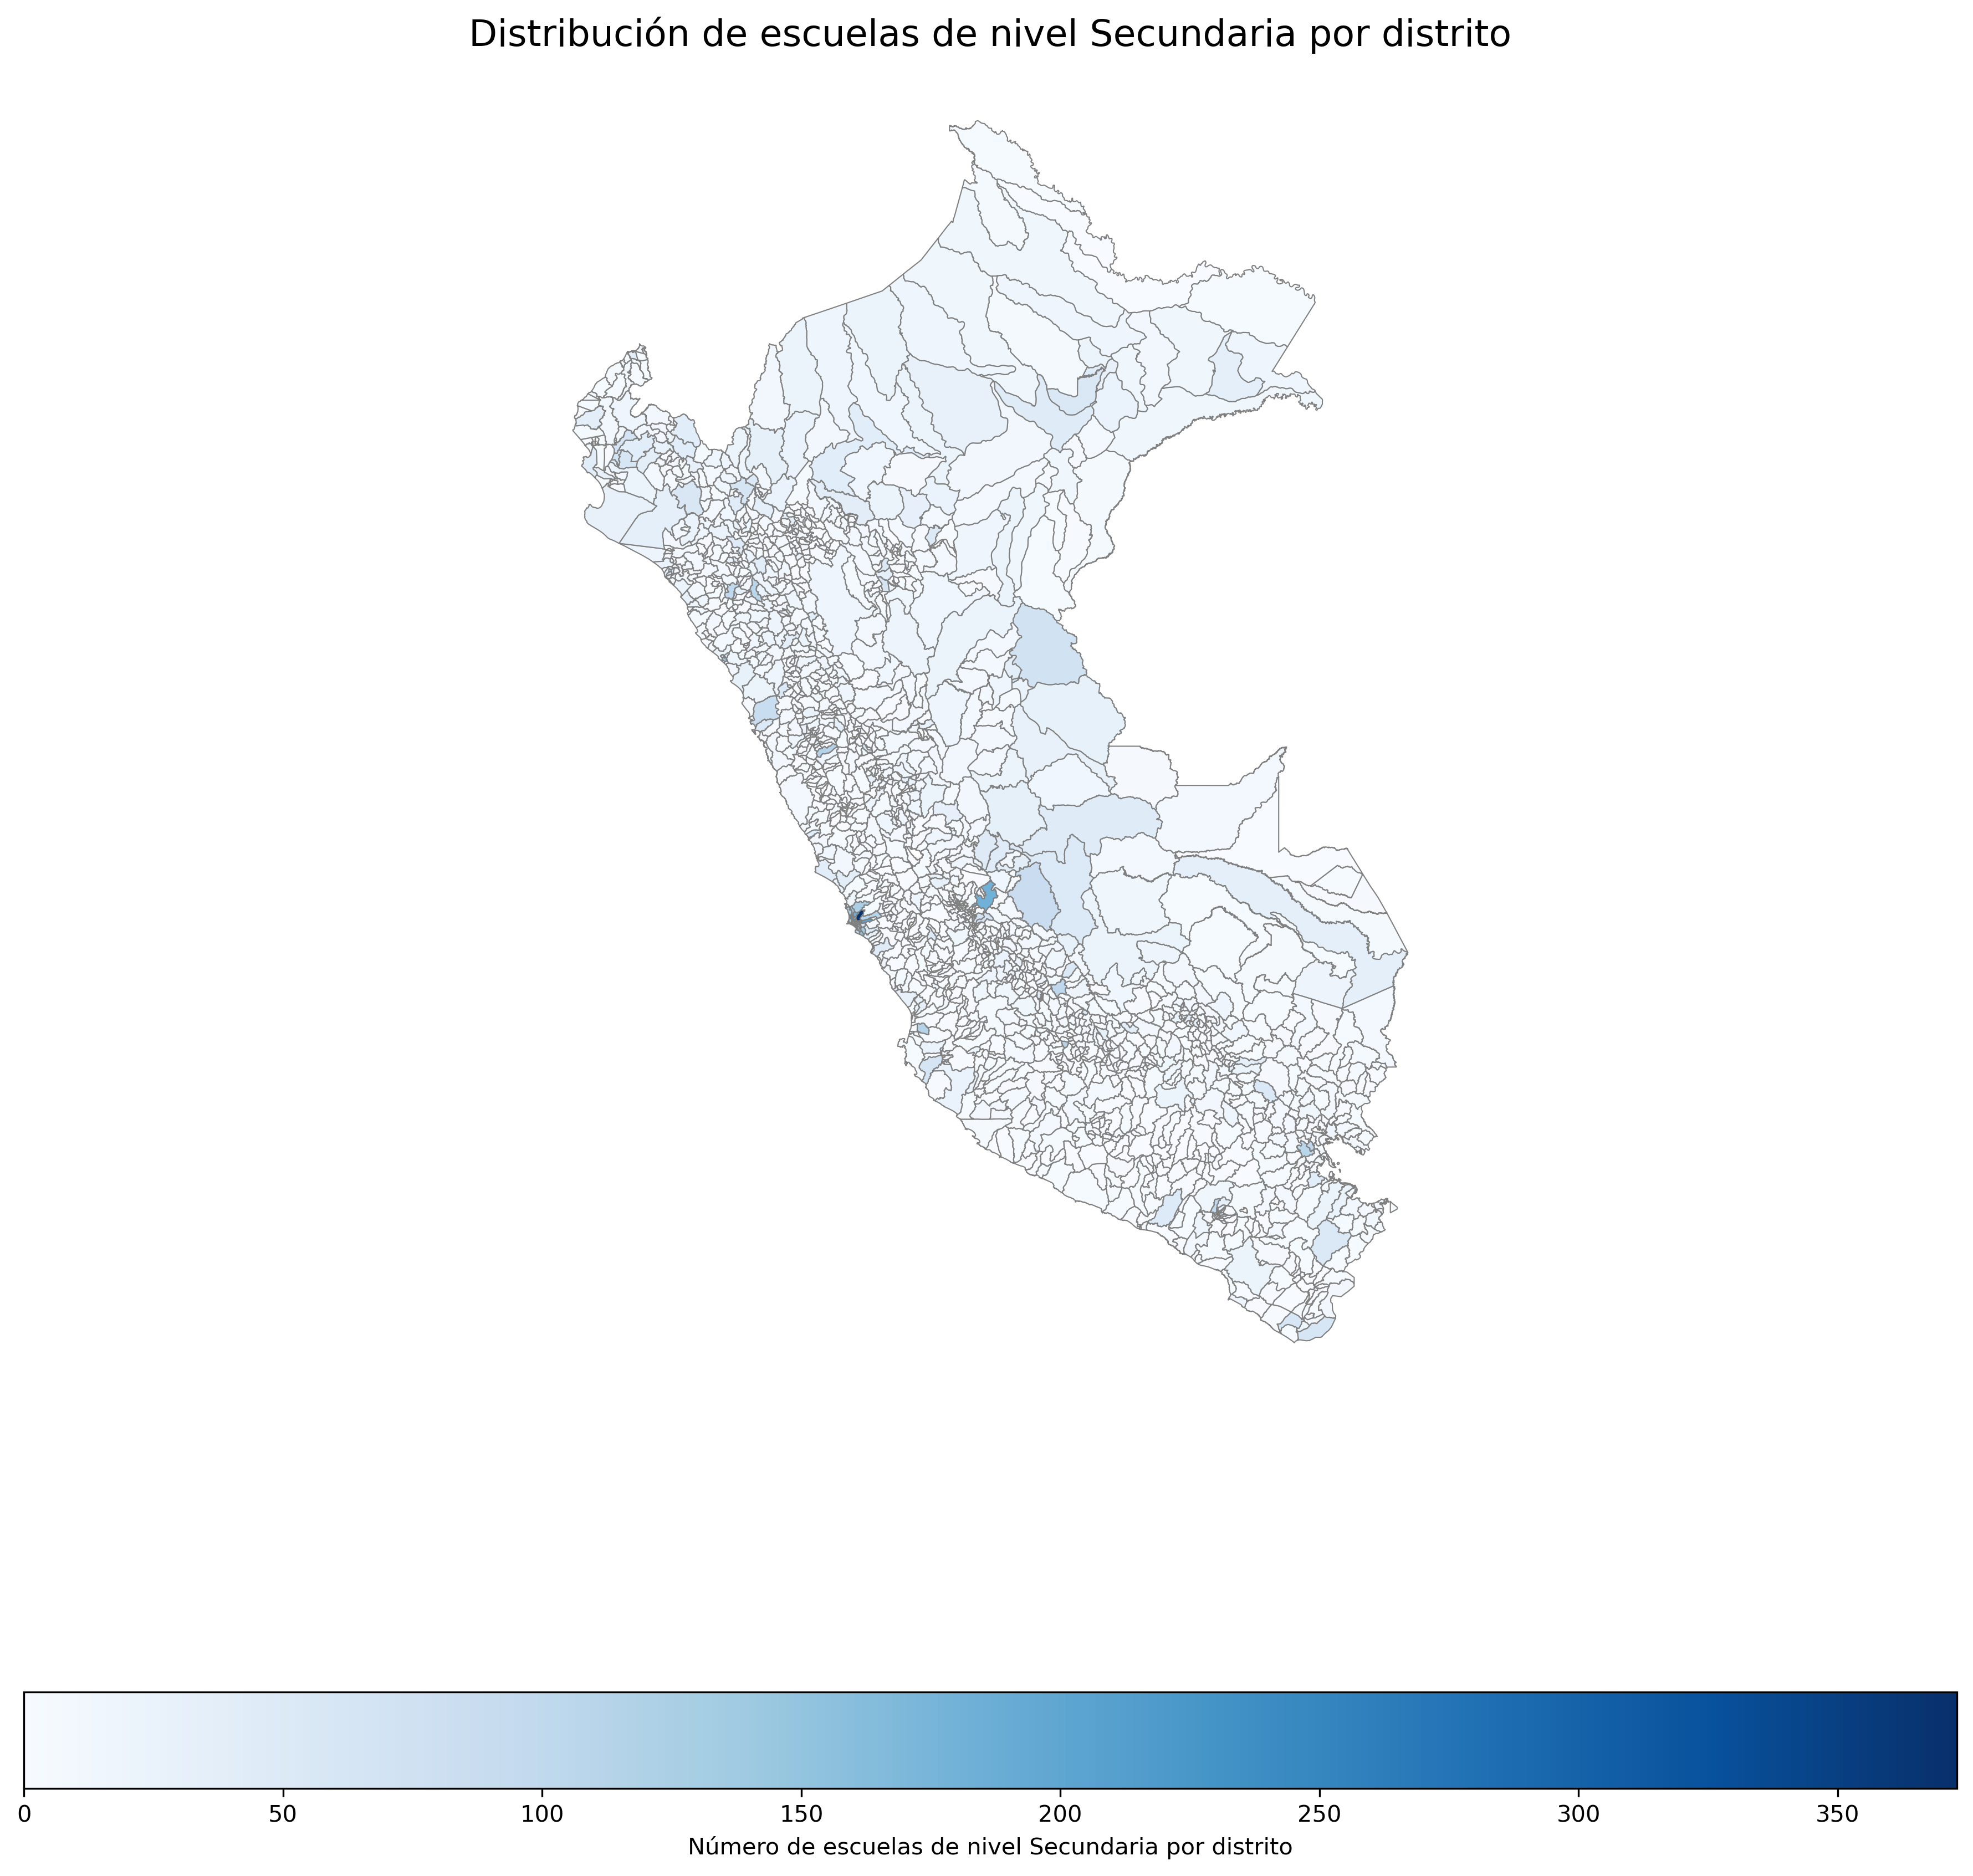 Distribución de escuelas de nivel Secundaria por distrito
0 50 100 150 200 250 300 350
Número de escuelas de nivel Secundaria por distrito